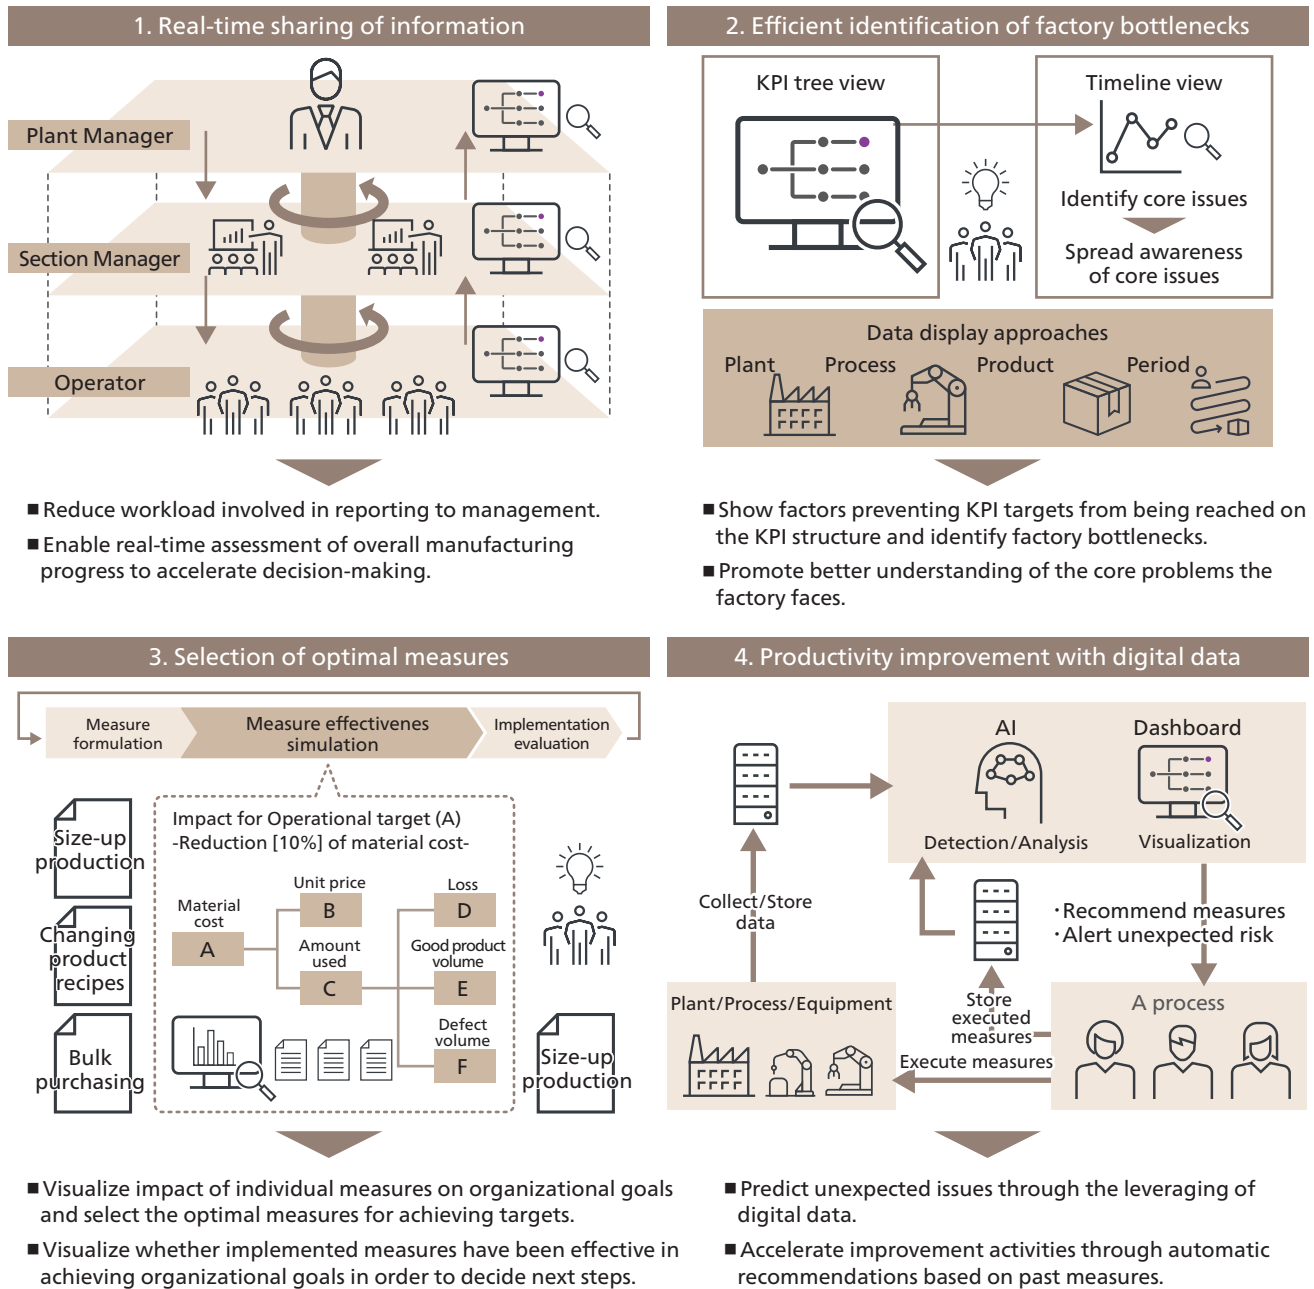 1. Real-time sharing of information
Plant Manager
Section Manager
Operator
■ Reduce workload involved in reporting to management.
■ Enable real-time assessment of overall manufacturing
progress to accelerate decision-making.
2. Efficient identification of factory bottlenecks
KPI tree view
Timeline view
Identify core issues
Spread awareness
of core issues
Data display approaches
Plant
Process
Product
Period
■ Show factors preventing KPI targets from being reached on
the KPI structure and identify factory bottlenecks.
■ Promote better understanding of the core problems the
factory faces.
3. Selection of optimal measures
Measure
formulation
Measure effectivenes
simulation
Implementation
evaluation
Size-up
production
Changing
product
recipes
Bulk
purchasing
Impact for Operational target (A)
-Reduction [10%] of material cost-
Material
cost
A
Unit price
B
Amount
used
C
Loss
D
Good product
volume
E
Defect
volume
F
Size-up
production
■ Visualize impact of individual measures on organizational goals
and select the optimal measures for achieving targets.
■ Visualize whether implemented measures have been effective in
achieving organizational goals in order to decide next steps.
4. Productivity improvement with digital data
AI
Detection/Analysis
Dashboard
Visualization
Collect/Store
data
・Recommend measures
・Alert unexpected risk
Plant/Process/Equipment
Store
executed
measures
Execute measures
A process
■ Predict unexpected issues through the leveraging of
digital data.
■ Accelerate improvement activities through automatic
recommendations based on past measures.